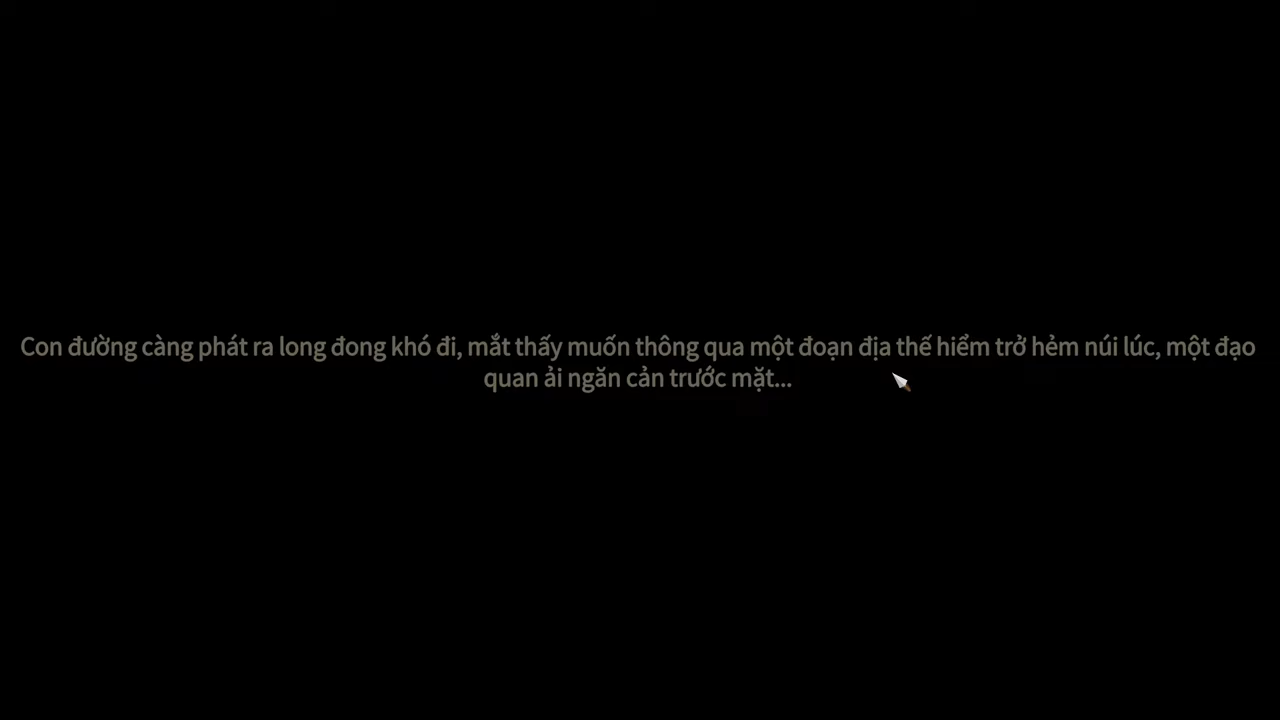 Con đường càng phát ra long đong khó đi, mắt thấy muốn thông qua một đoạn địa thế hiểm trở hẻm núi lúc, một đạo
quan ải ngăn cản trước mặt...